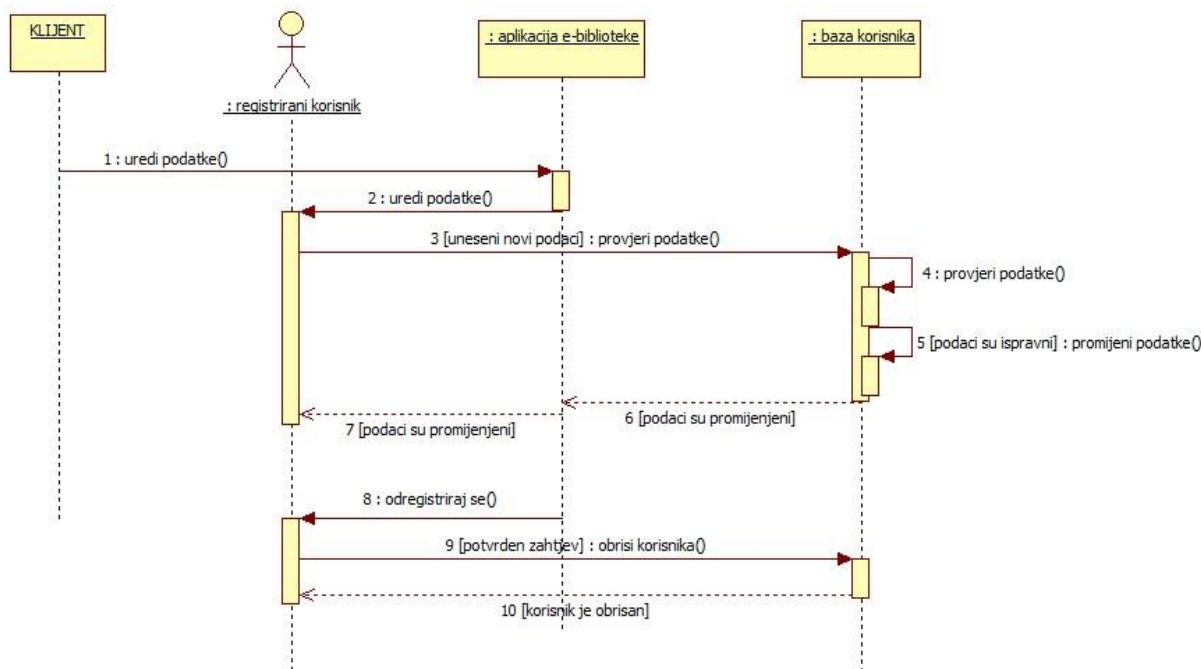 KLIJENT
: aplikacija e-biblioteke
: baza korisnika
: registrirani korisnik
1 : uredi podatke()
2 : uredi podatke()
3 [uneseni novi podaci] : provjeri podatke()
4 : provjeri podatke()
5 [podaci su ispravni] : promijeni podatke()
6 [podaci su promijenjeni]
7 [podaci su promijenjeni]
8 : odregistriraj se()
9 [potvrden zahtjev] : obrisi korisnika()
10 [korisnik je obrisan]